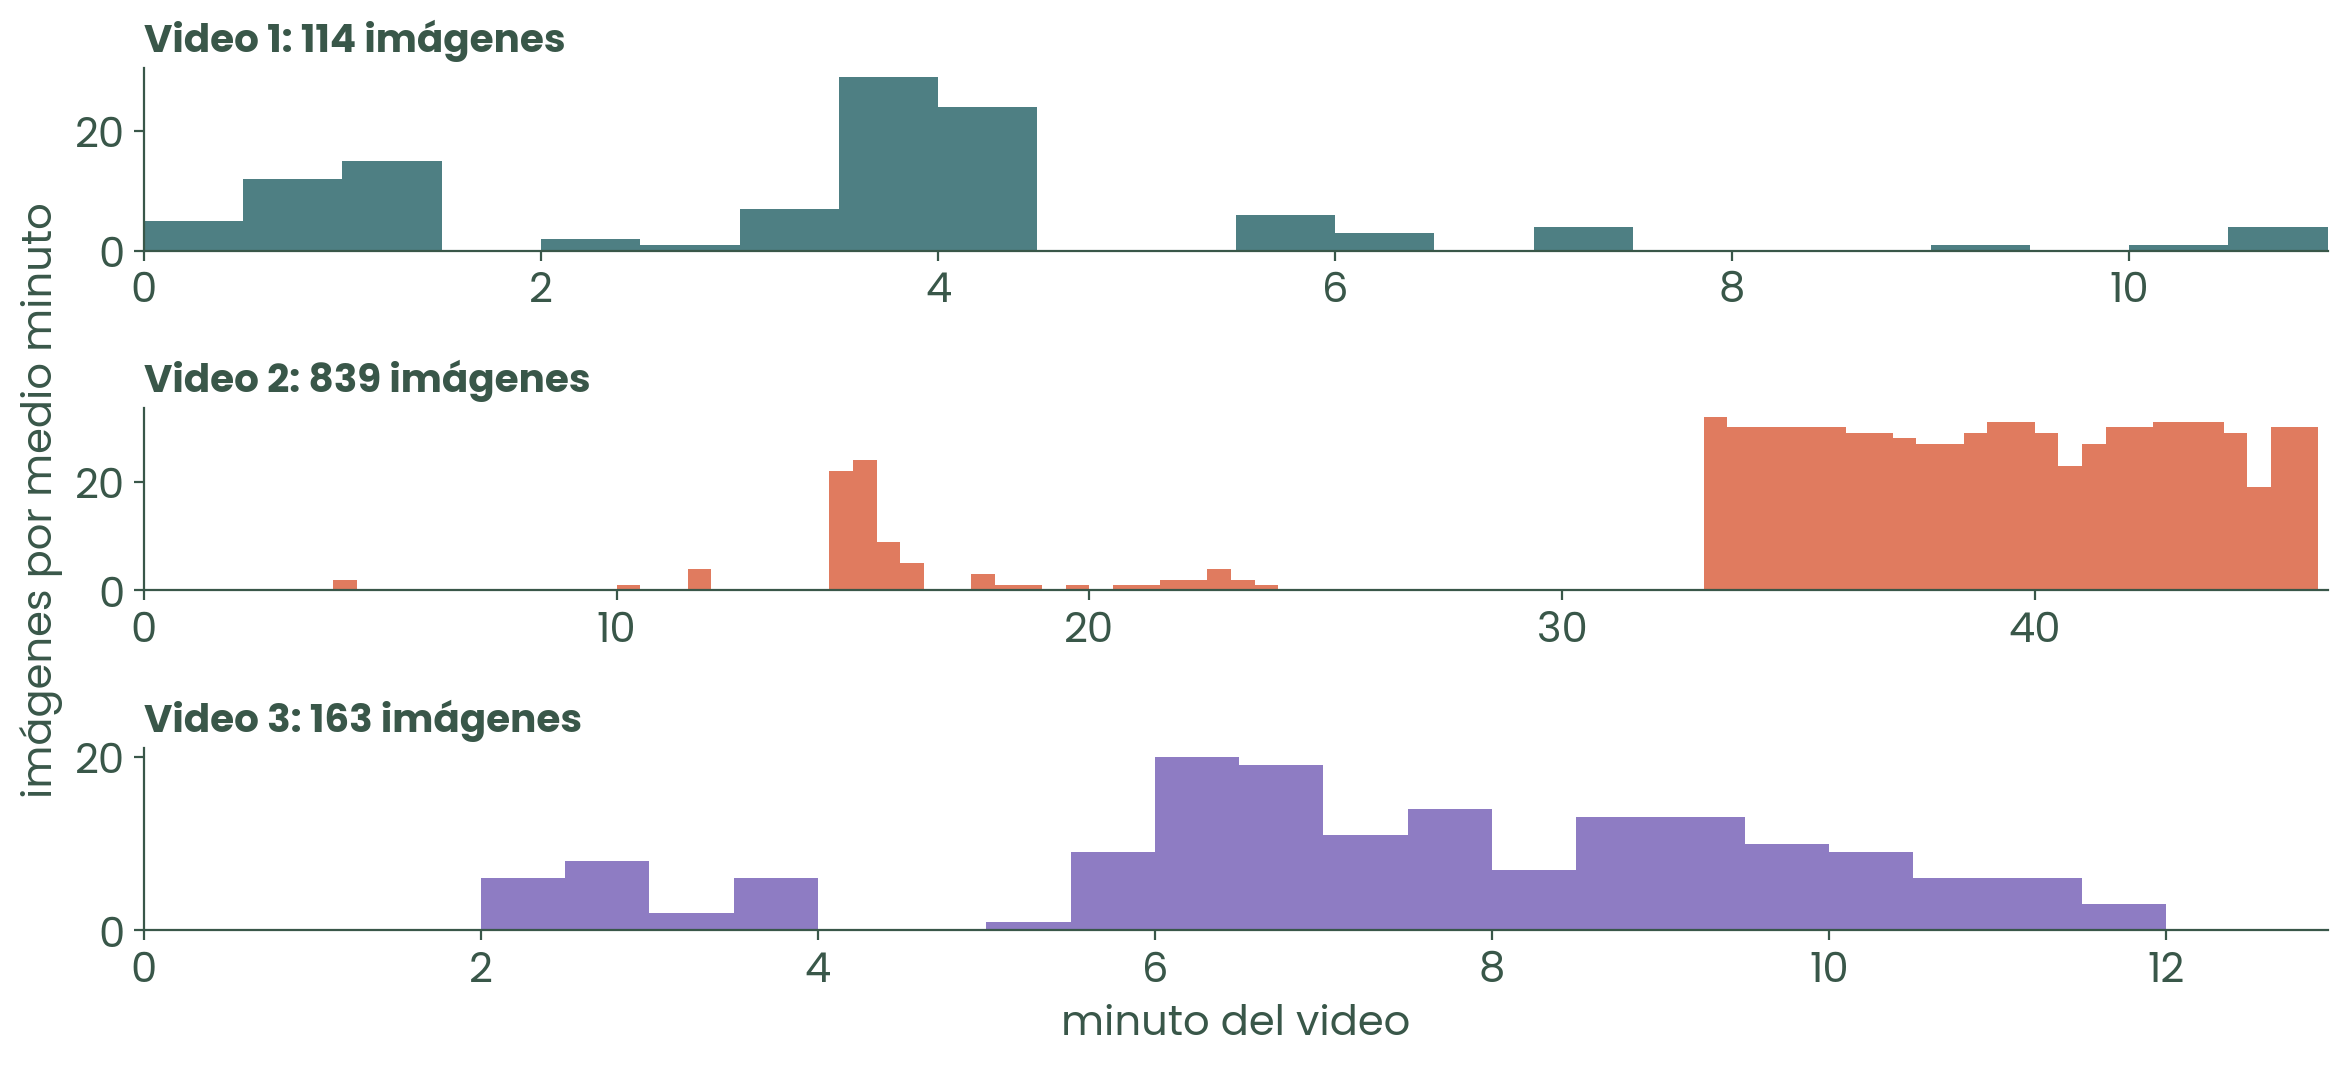 Video 1: 114 imágenes
20
0
0 2 4 6 8 10
imágenes por medio minuto
Video 2: 839 imágenes
20
0
0 10 20 30 40
Video 3: 163 imágenes
20
0
0 2 4 6 8 10 12
minuto del video